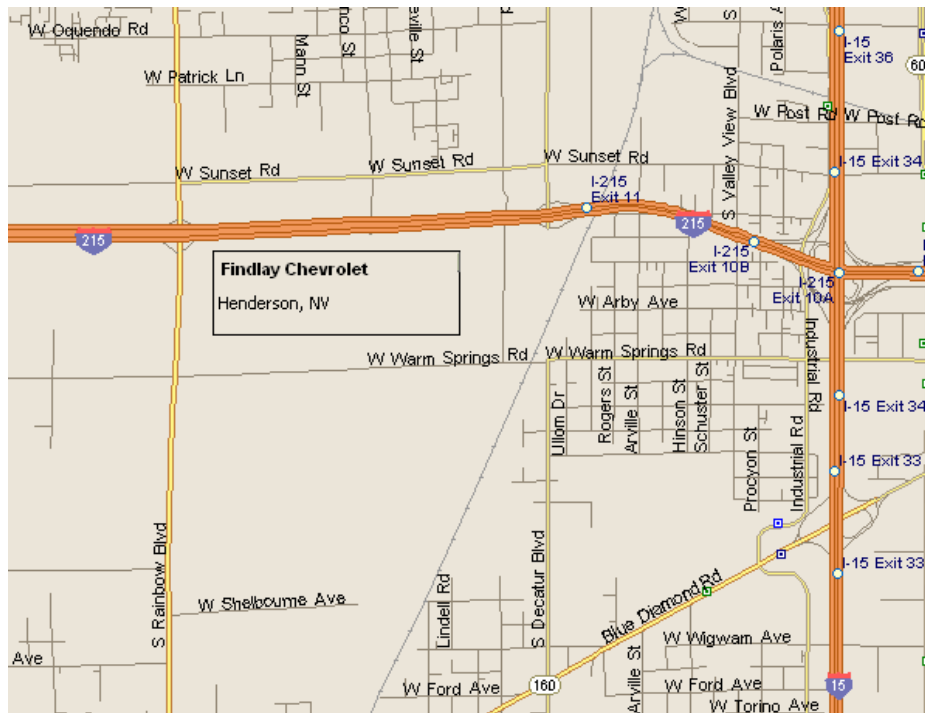 W Oquendo Rd
Mann St
S Valley View Blvd
I-15
Exit 36
W Patrick Ln
W Post Rd
W Post Rd
W Sunset Rd
W Sunset Rd
W Sunset Rd
I-15 Exit 34
I-215
Exit 11
215
215
I-215
Exit 10B
I-215
Exit 10A
Findlay Chevrolet
Henderson, NV
W Arby Ave
Industrial Rd
W Warm Springs Rd
W Warm Springs Rd
Ullom Dr
Rogers St
Arville St
Hinson St
Schuster St
I-15 Exit 34
Procyon St
Industrial Rd
I-15 Exit 33
S Rainbow Blvd
S Decatur Blvd
I-15 Exit 33
W Shelbourne Ave
Lindell Rd
Blue Diamond Rd
W Wigwam Ave
Ave
Arville St
W Ford Ave
160
W Ford Ave
15
W Torino Ave